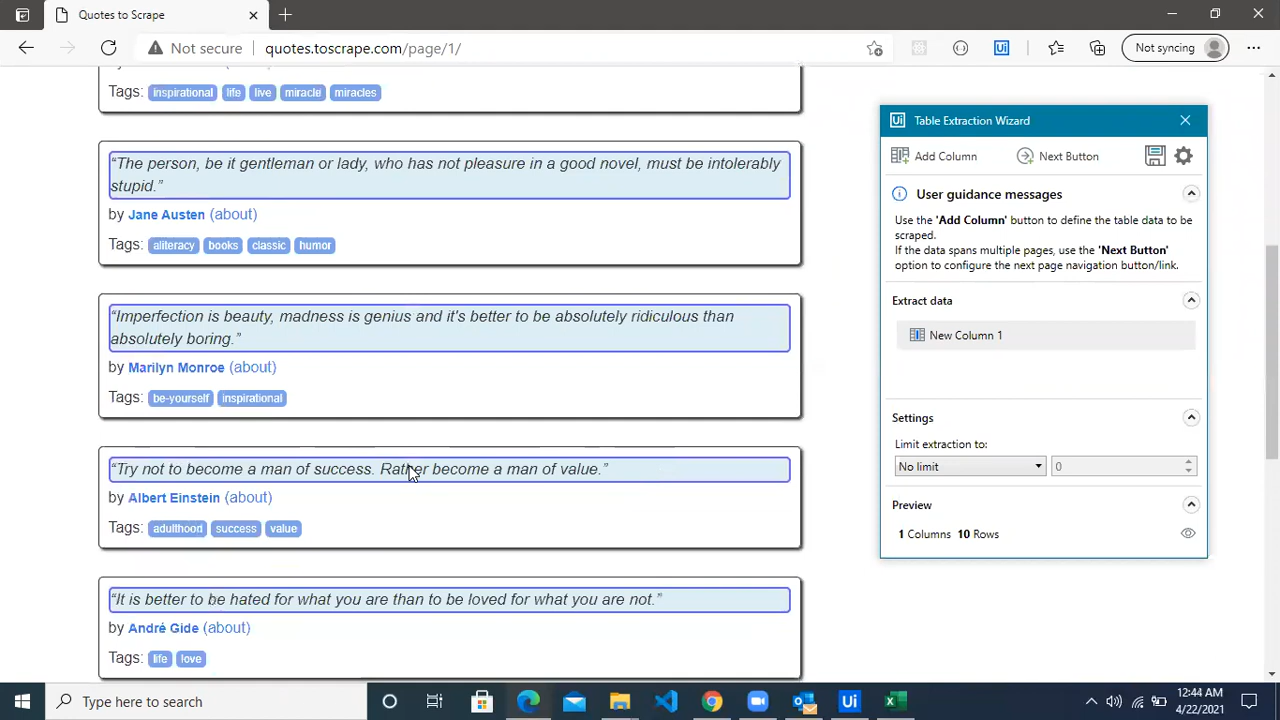 Quotes to Scrape
Not secure
quotes.toscrape.com/page/1/
Not syncing
Tags: inspirational life live miracle miracles
“The person, be it gentleman or lady, who has not pleasure in a good novel, must be intolerably
stupid.”
by Jane Austen (about)
Tags: aliteracy books classic humor
“Imperfection is beauty, madness is genius and it's better to be absolutely ridiculous than
absolutely boring.”
by Marilyn Monroe (about)
Tags: be-yourself inspirational
“Try not to become a man of success. Rather become a man of value.”
by Albert Einstein (about)
Tags: adulthood success value
“It is better to be hated for what you are than to be loved for what you are not.”
by André Gide (about)
Tags: life love
Ui Table Extraction Wizard
Add Column Next Button
User guidance messages
Use the 'Add Column' button to define the table data to be
scraped.
If the data spans multiple pages, use the 'Next Button'
option to configure the next page navigation button/link.
Extract data
New Column 1
Settings
Limit extraction to:
No limit 0
Preview
1 Columns 10 Rows
Type here to search
12:44 AM
4/22/2021